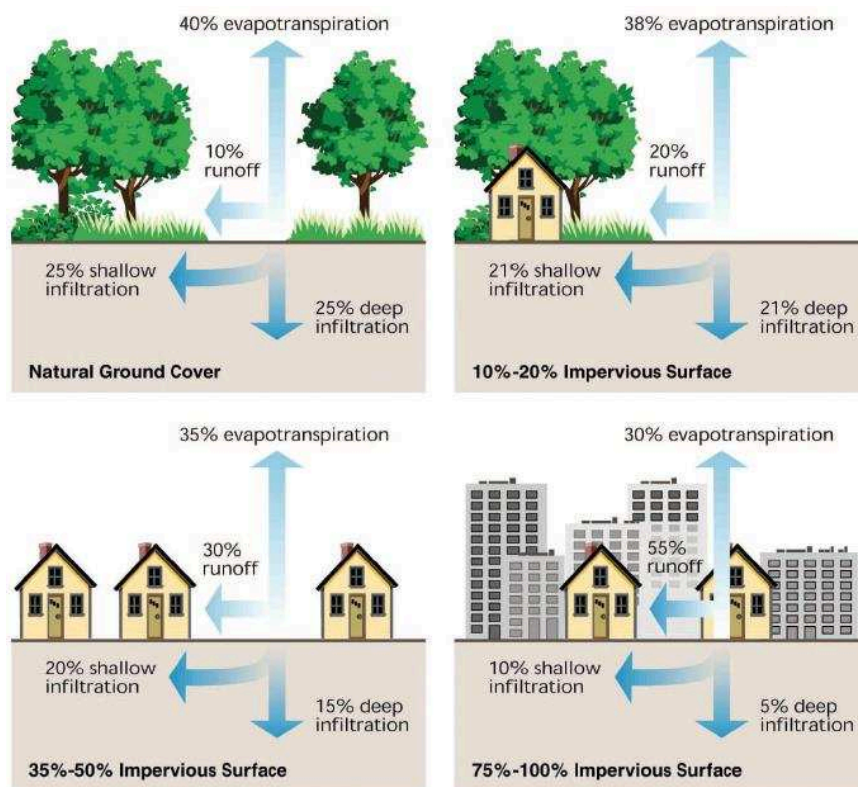 40% evapotranspiration
10%
runoff
25% shallow
infiltration
25% deep
infiltration
Natural Ground Cover
38% evapotranspiration
20%
runoff
21% shallow
infiltration
21% deep
infiltration
10%-20% Impervious Surface
35% evapotranspiration
30%
runoff
20% shallow
infiltration
15% deep
infiltration
35%-50% Impervious Surface
30% evapotranspiration
55%
runoff
10% shallow
infiltration
5% deep
infiltration
75%-100% Impervious Surface